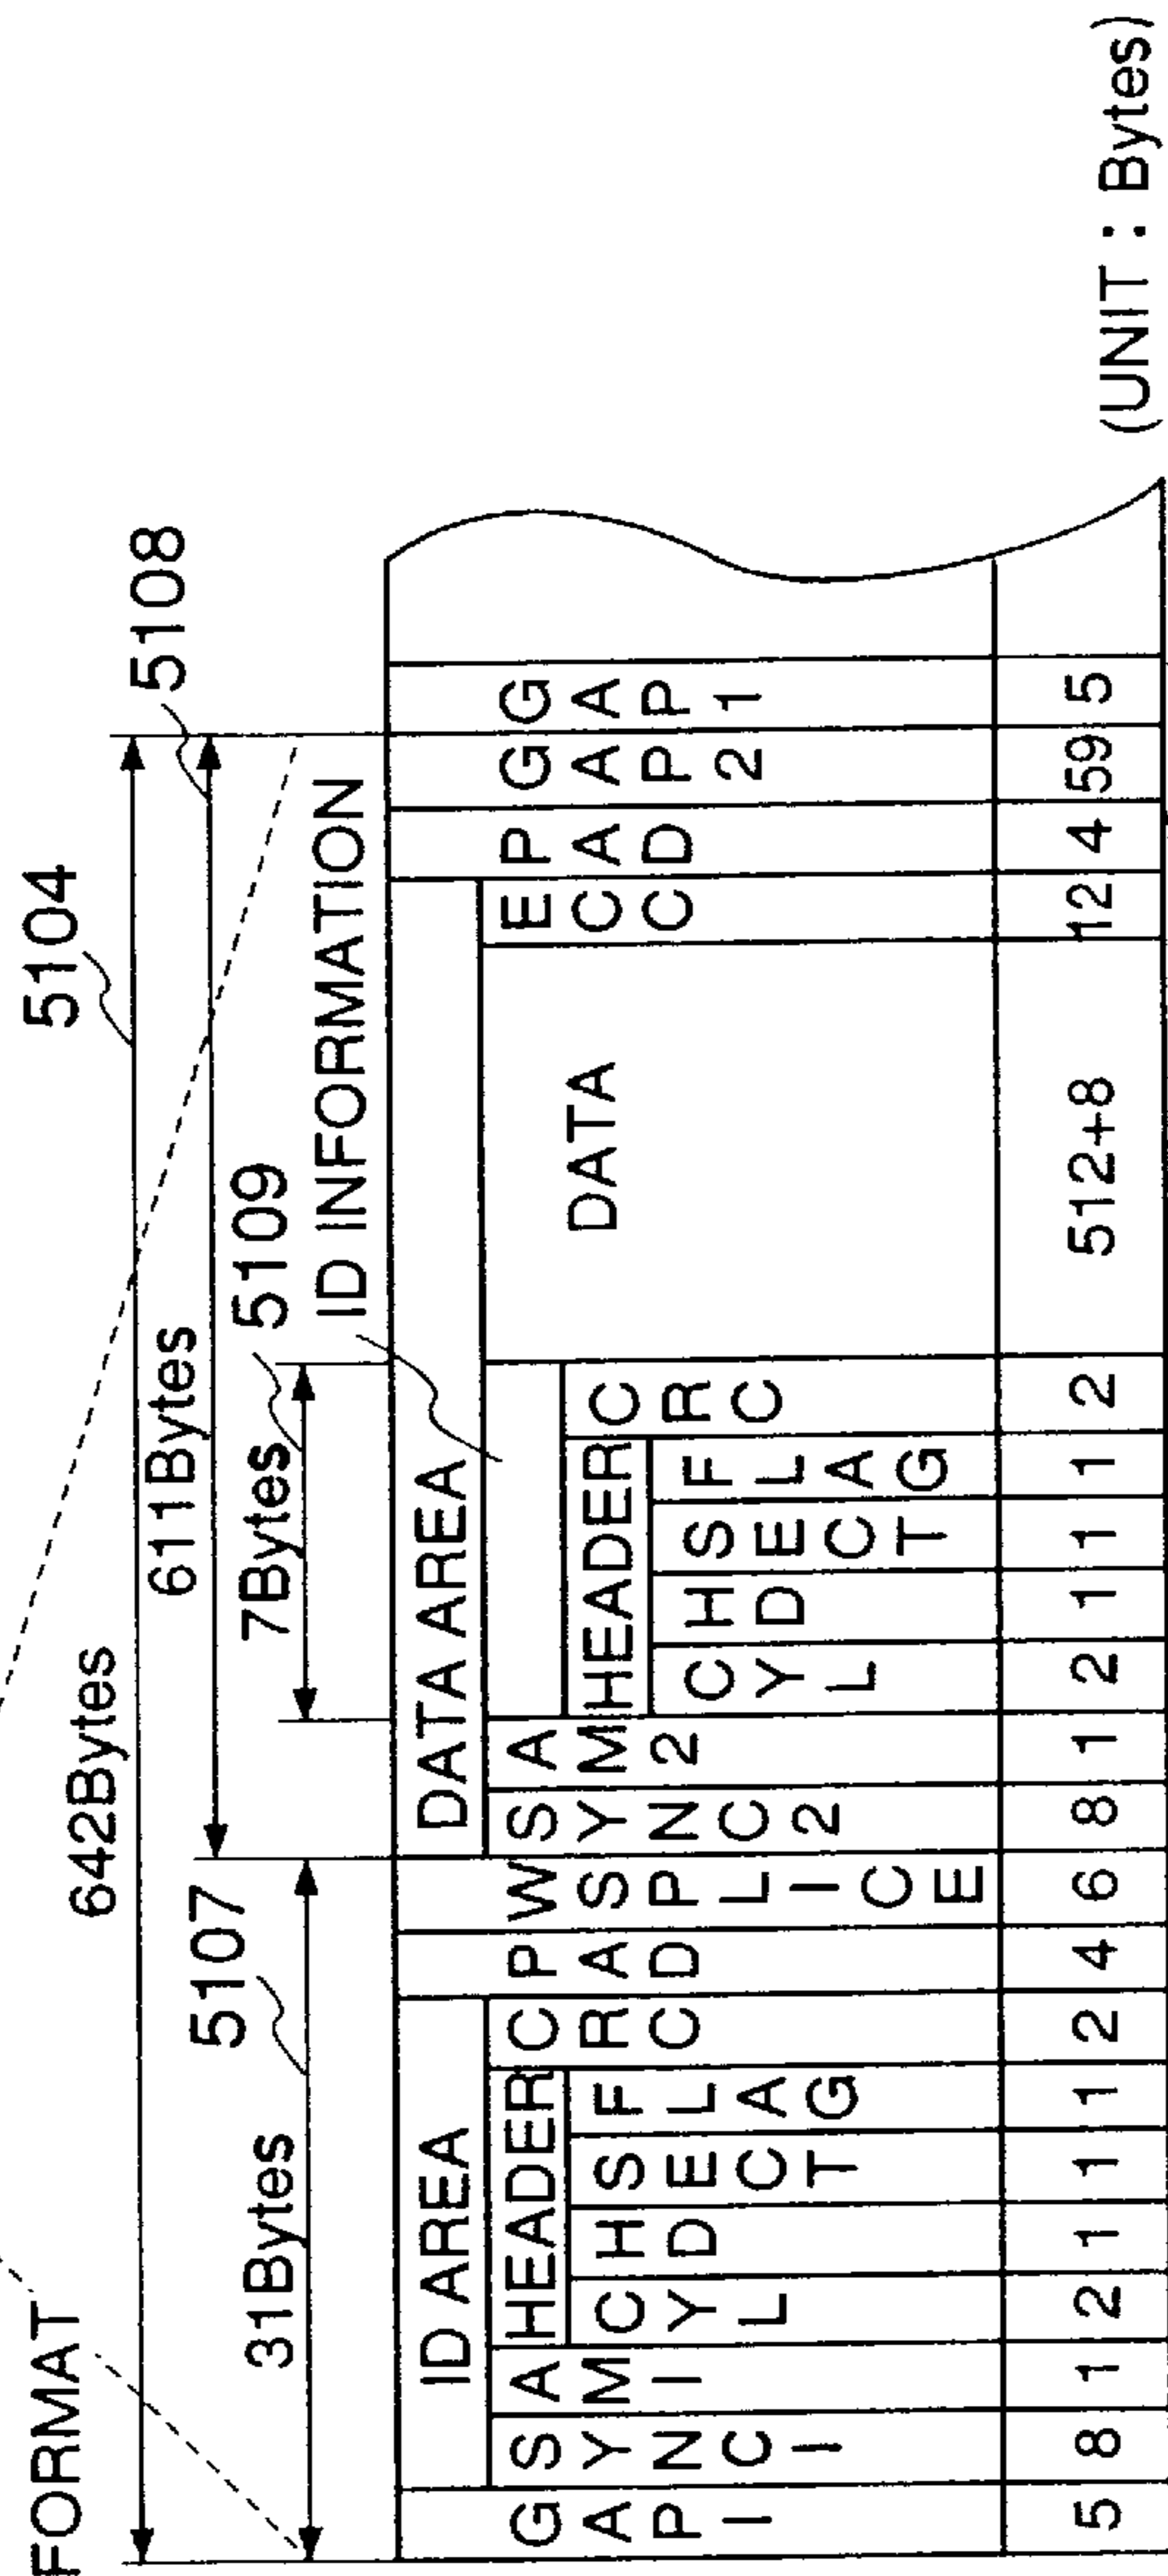 FORMAT
5104
642Bytes
5108
611Bytes
5107
31Bytes
5109
7Bytes
ID INFORMATION
ID AREA
DATA AREA
HEADER
HEADER
GAP1
SYNC1
AM1
CYL
HD
SECT
FLAG
CRC
PAD
WSPLICE
SYNC2
AM2
CYL
HD
SECT
FLAG
CRC
DATA
ECC
PAD
GAP2
GAP1
5 8 1 2 1 1 1 2 4 6 8 1 2 1 1 1 2 512+8 12 4 59 5
(UNIT : Bytes)